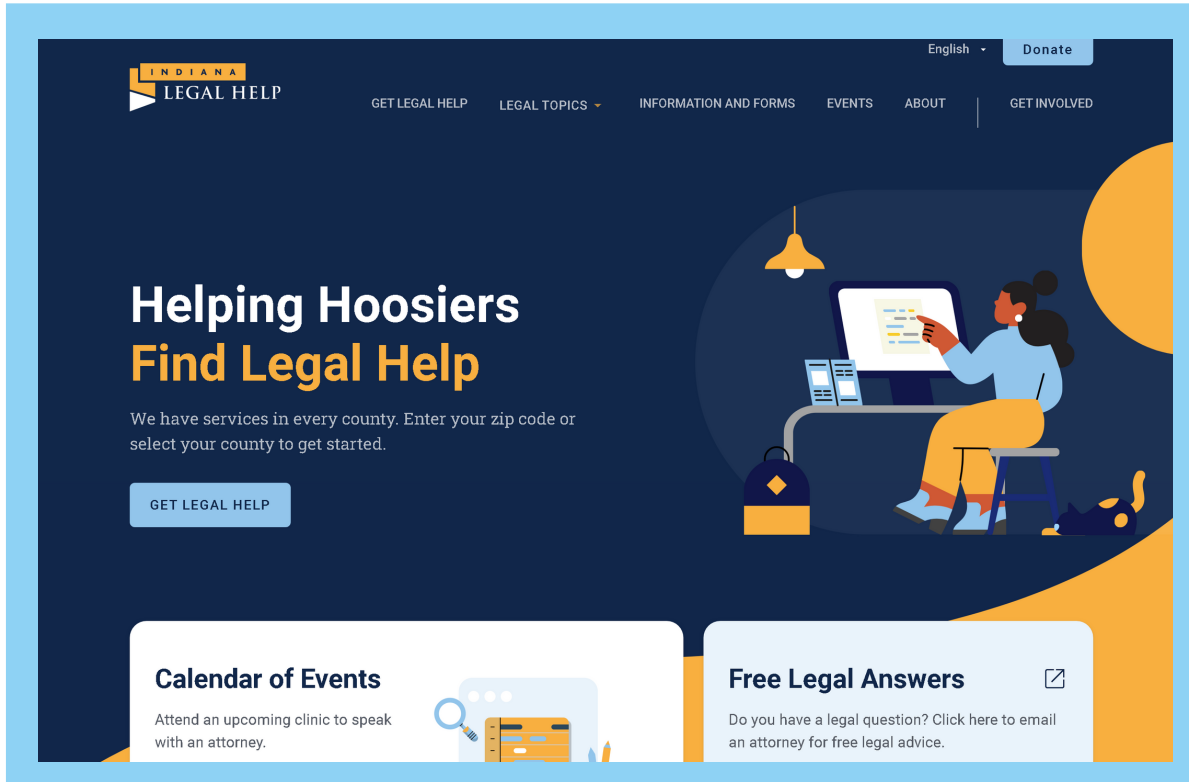 English
Donate
INDIANA
LEGAL HELP
GET LEGAL HELP
LEGAL TOPICS
INFORMATION AND FORMS
EVENTS
ABOUT
GET INVOLVED
Helping Hoosiers
Find Legal Help
We have services in every county. Enter your zip code or
select your county to get started.
GET LEGAL HELP
Calendar of Events
Attend an upcoming clinic to speak
with an attorney.
Free Legal Answers
Do you have a legal question? Click here to email
an attorney for free legal advice.